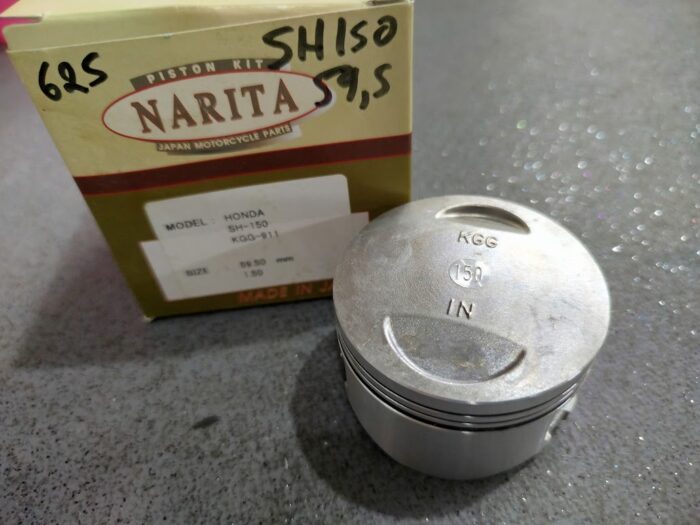 625
SH150
59,5
PISTON KIT
NARITA
JAPAN MOTORCYCLE PARTS
MODEL : HONDA
SH-150
KGG-911
SIZE 59.50 mm
1.50
MADE IN JA
KGG
150
IN